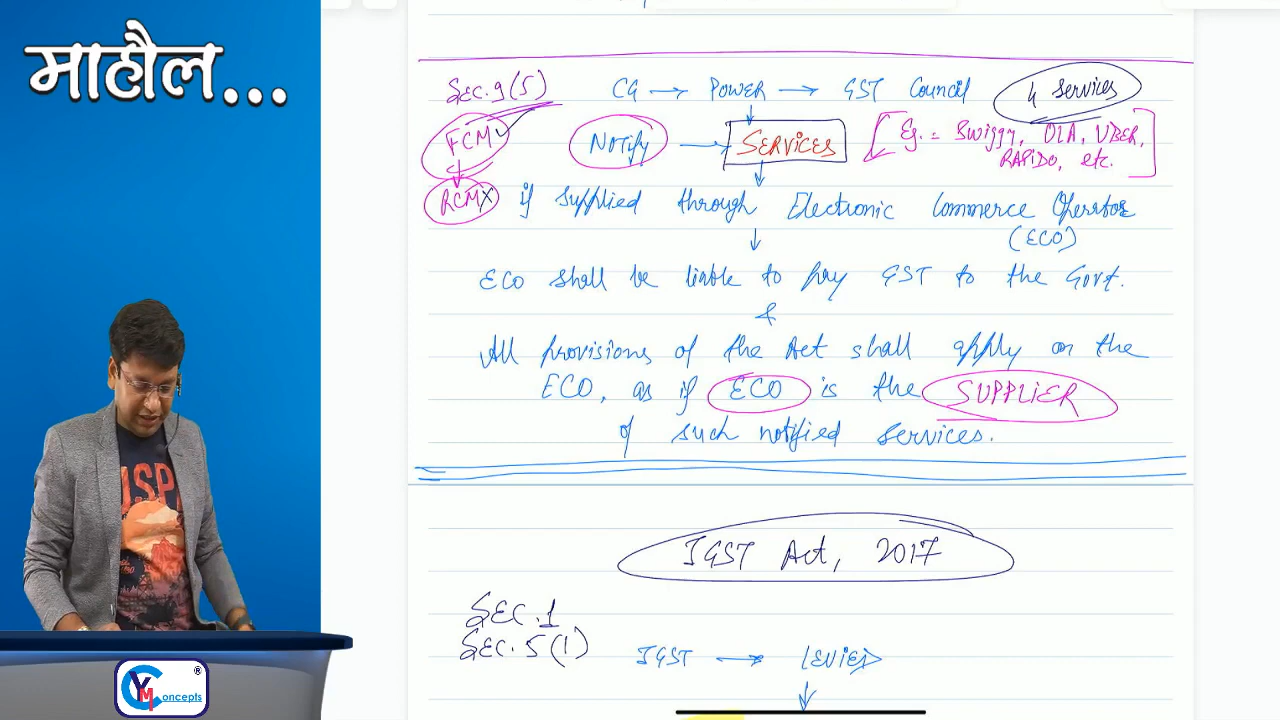 माहौल...
SEC. 9(5) CG → POWER → GST Council 4 Services
FCM ✓ NOTIFY → SERVICES Eg. = Swiggy, OLA, UBER,
RAPIDO, etc.
RCM X if supplied through Electronic Commerce Operator
(ECO)
ECO shall be liable to pay GST to the Govt.
&
All provisions of the Act shall apply on the
ECO, as if ECO is the SUPPLIER
of such notified services.
IGST Act, 2017
SEC. 1
SEC. 5(1)
IGST → LEVIED
CYM Concepts ®